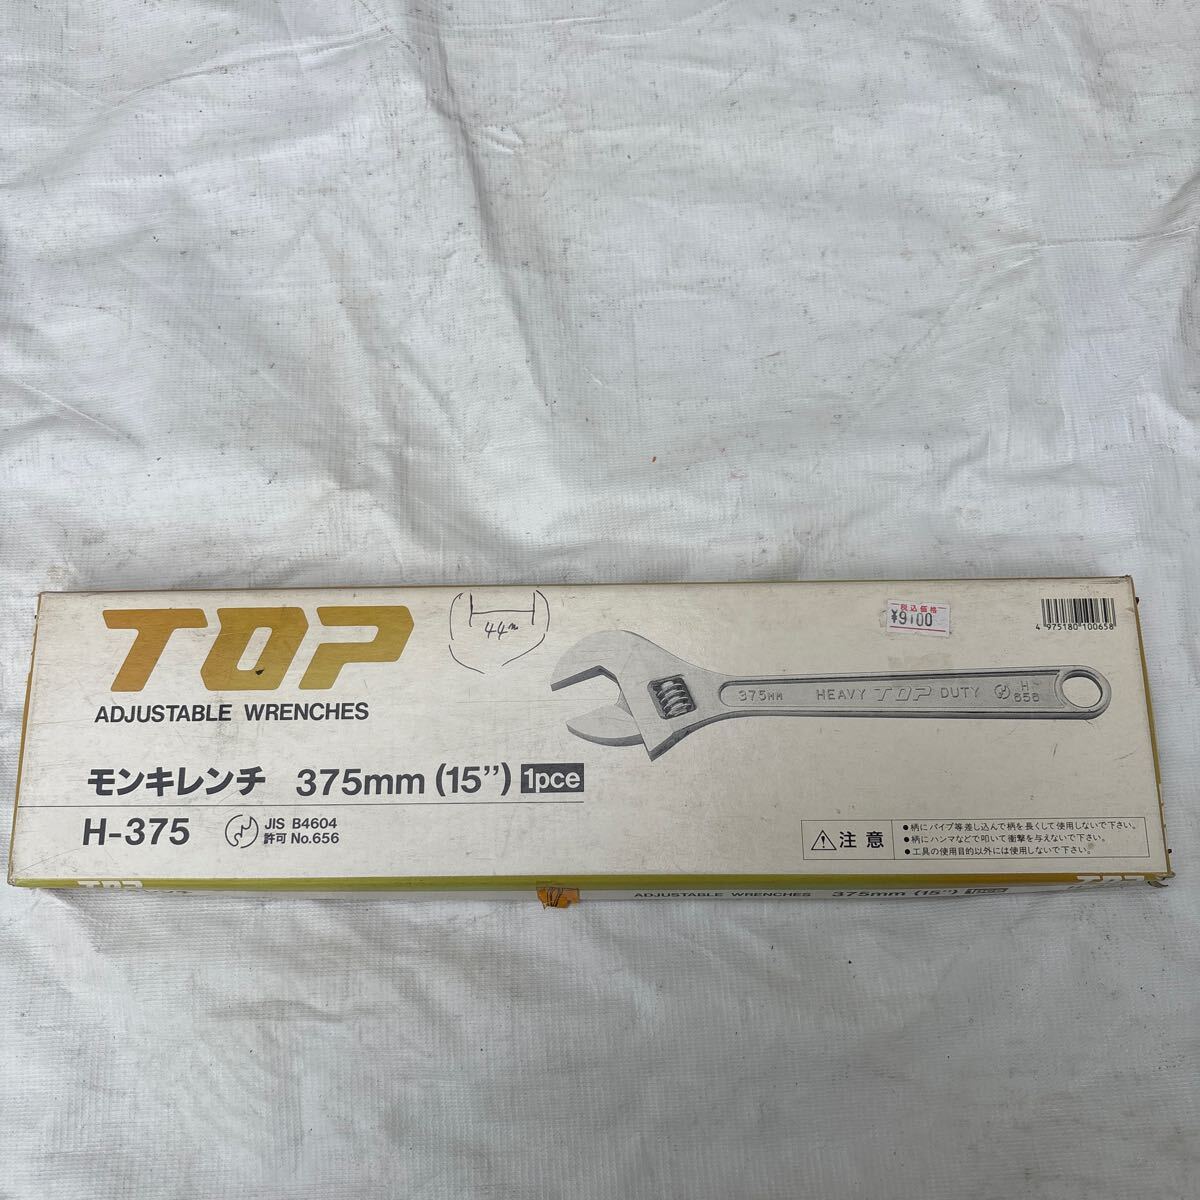 TOP
ADJUSTABLE WRENCHES
44m
税込価格
¥9100
4 975180 100658
375MM HEAVY TOP DUTY H- 656
モンキレンチ 375mm (15”) 1pce
H-375 JIS B4604
許可 No.656
注意
●柄にパイプ等差し込んで柄を長くして使用しないで下さい。
●柄にハンマなどで叩いて衝撃を与えないで下さい。
●工具の使用目的以外には使用しないで下さい。
TOP
ADJUSTABLE WRENCHES 375mm (15”) 1pce